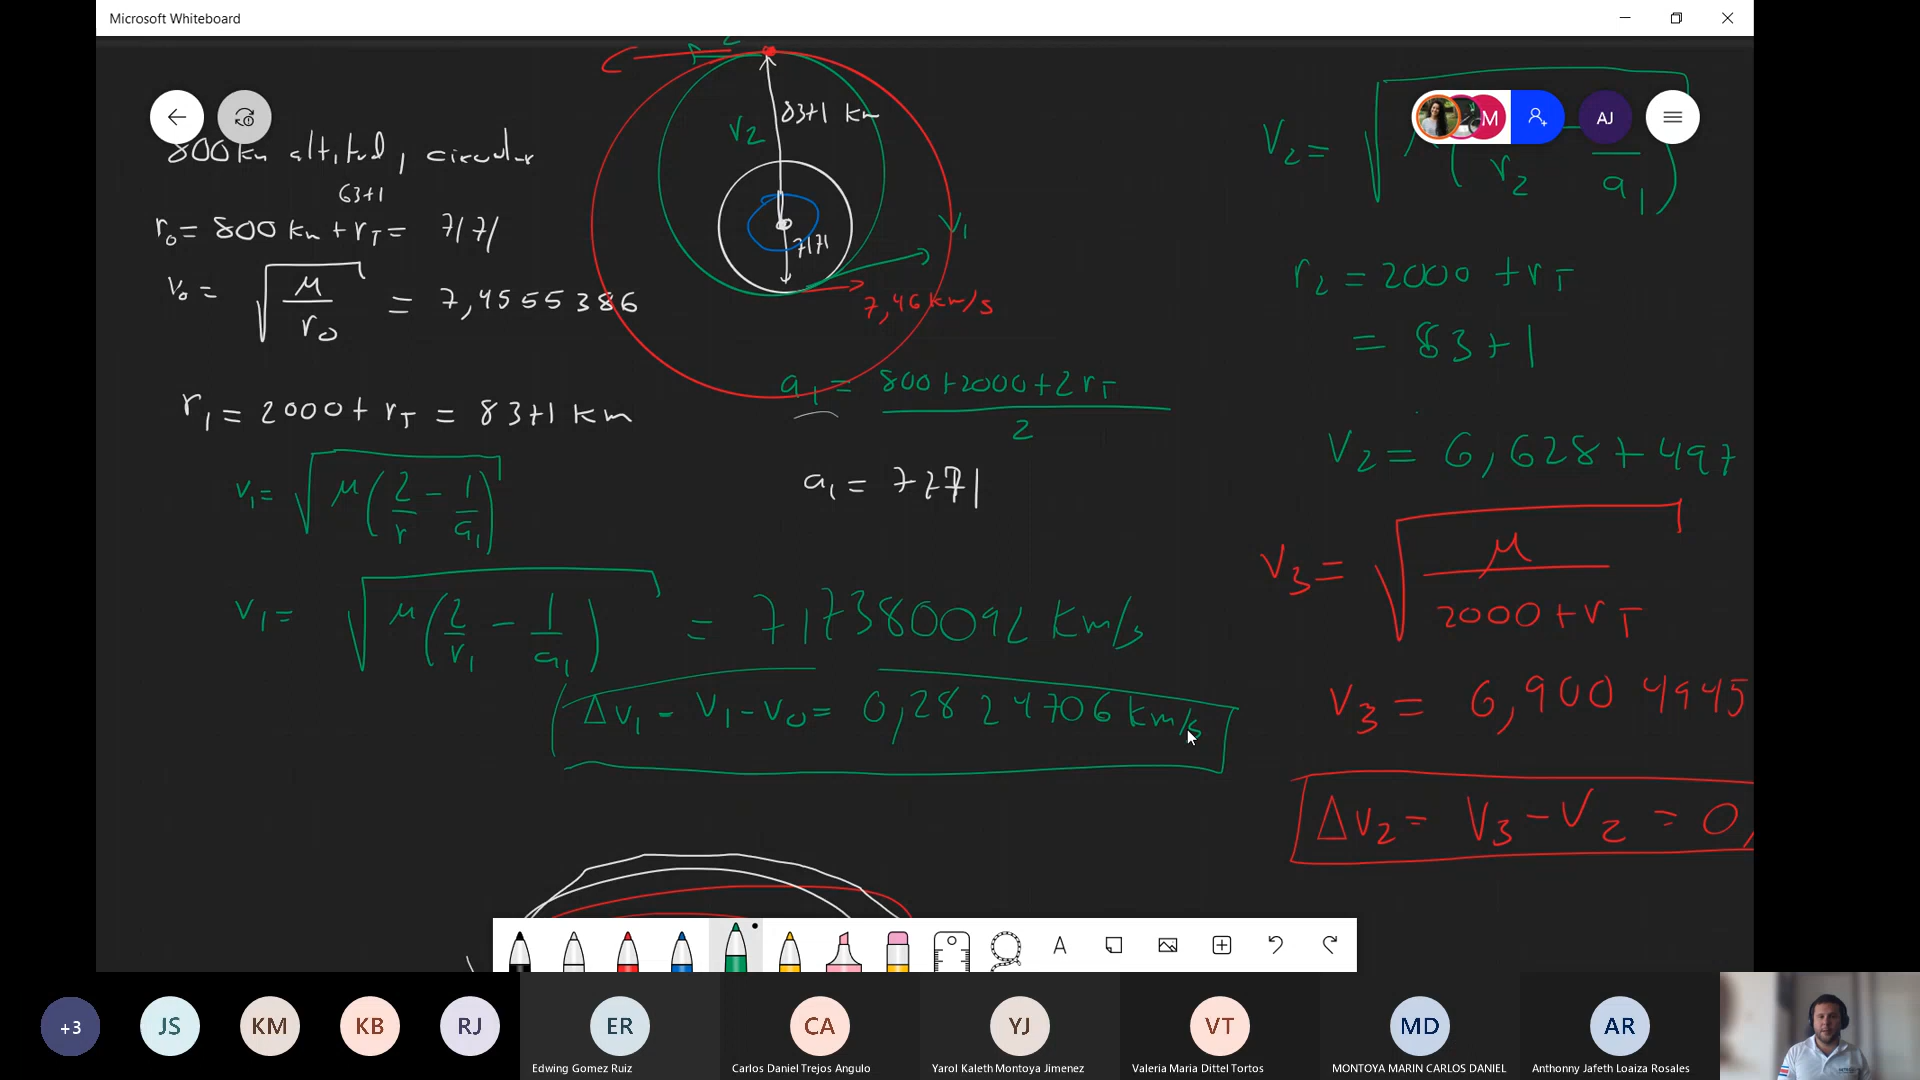 Microsoft Whiteboard
800 km altitud, circular
6371
r₀ = 800 km + r_T = 7171
v₀ = √(μ/r₀) = 7,4555386
r₁ = 2000 + r_T = 8371 km
v₁ = √(μ(2/r - 1/a₁))
v₁ = √(μ(2/r₁ - 1/a₁)) = 7,7380092 km/s
Δv₁ = v₁ - v₀ = 0,2824706 km/s
2
8371 km
V₂
7171
V₁
7,46 km/s
a₁ = (800 + 2000 + 2r_T)/2
a₁ = 7771
M
AJ
V₂ = √(μ(/r₂ - /a₁))
r₂ = 2000 + r_T
= 8371
V₂ = 6,6287497
V₃ = √(μ/(2000 + r_T))
V₃ = 6,9004945
ΔV₂ = V₃ - V₂ = 0,
A
+3
JS
KM
KB
RJ
ER
CA
YJ
VT
MD
AR
Edwing Gomez Ruiz
Carlos Daniel Trejos Angulo
Yarol Kaleth Montoya Jimenez
Valeria Maria Dittel Tortos
MONTOYA MARIN CARLOS DANIEL
Anthonny Jafeth Loaiza Rosales